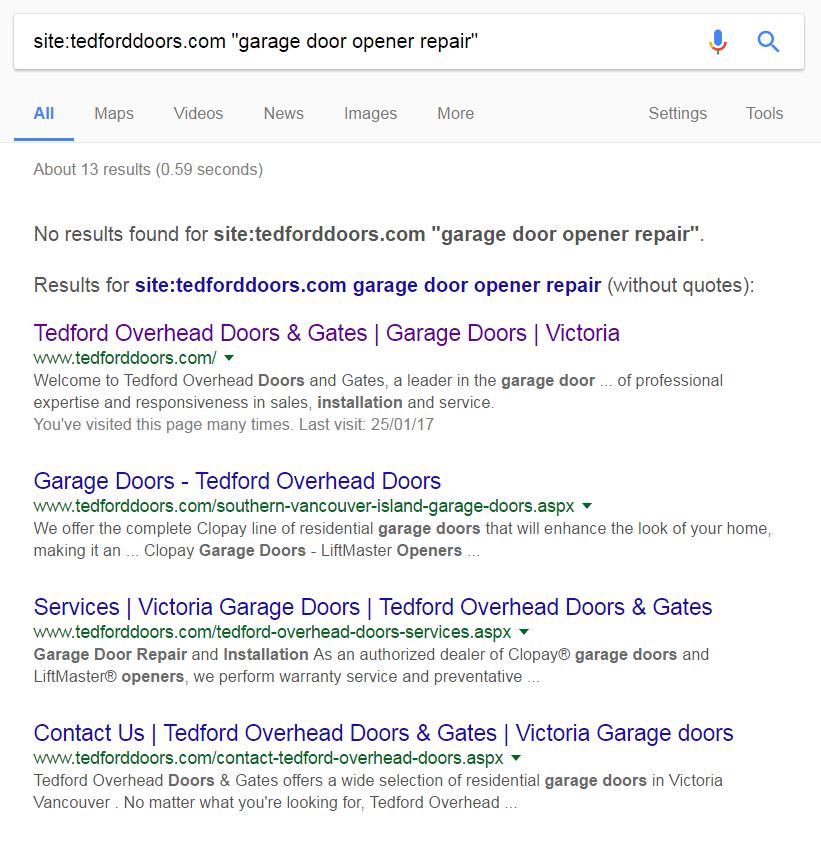 site:tedforddoors.com "garage door opener repair"
All Maps Videos News Images More Settings Tools
About 13 results (0.59 seconds)
No results found for site:tedforddoors.com "garage door opener repair".
Results for site:tedforddoors.com garage door opener repair (without quotes):
Tedford Overhead Doors & Gates | Garage Doors | Victoria
www.tedforddoors.com/
Welcome to Tedford Overhead Doors and Gates, a leader in the garage door ... of professional
expertise and responsiveness in sales, installation and service.
You've visited this page many times. Last visit: 25/01/17
Garage Doors - Tedford Overhead Doors
www.tedforddoors.com/southern-vancouver-island-garage-doors.aspx
We offer the complete Clopay line of residential garage doors that will enhance the look of your home,
making it an ... Clopay Garage Doors - LiftMaster Openers ...
Services | Victoria Garage Doors | Tedford Overhead Doors & Gates
www.tedforddoors.com/tedford-overhead-doors-services.aspx
Garage Door Repair and Installation As an authorized dealer of Clopay® garage doors and
LiftMaster® openers, we perform warranty service and preventative ...
Contact Us | Tedford Overhead Doors & Gates | Victoria Garage doors
www.tedforddoors.com/contact-tedford-overhead-doors.aspx
Tedford Overhead Doors & Gates offers a wide selection of residential garage doors in Victoria
Vancouver . No matter what you're looking for, Tedford Overhead ...